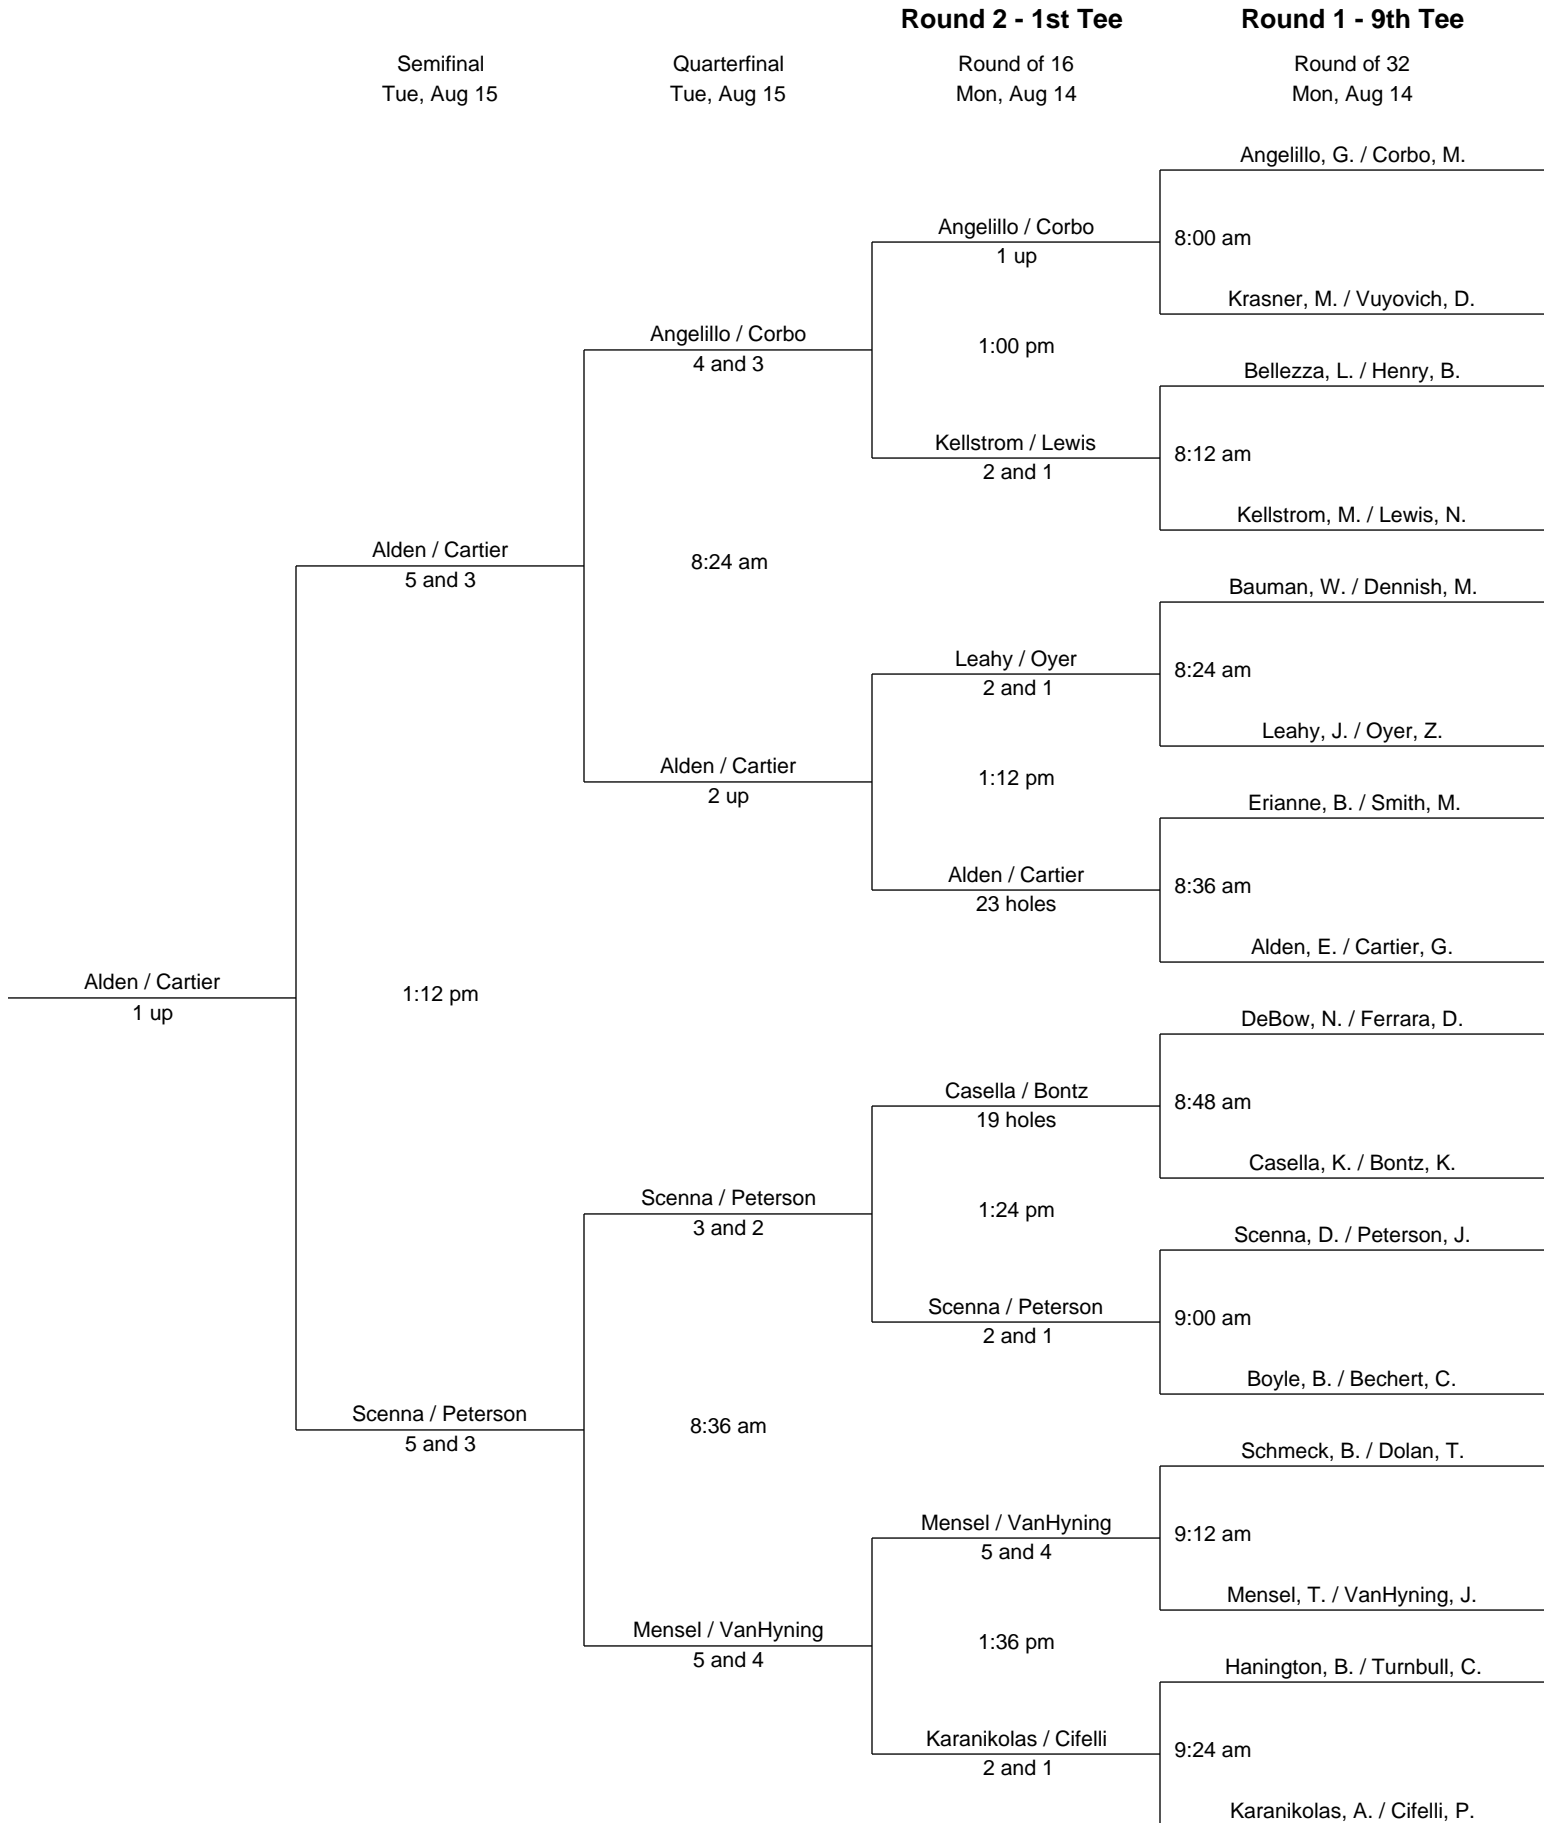 Round 2 - 1st Tee
Round 1 - 9th Tee
Semifinal
Tue, Aug 15
Quarterfinal
Tue, Aug 15
Round of 16
Mon, Aug 14
Round of 32
Mon, Aug 14
Angelillo, G. / Corbo, M.
Angelillo / Corbo
1 up
8:00 am
Krasner, M. / Vuyovich, D.
Angelillo / Corbo
4 and 3
1:00 pm
Bellezza, L. / Henry, B.
Kellstrom / Lewis
2 and 1
8:12 am
Kellstrom, M. / Lewis, N.
Alden / Cartier
5 and 3
8:24 am
Bauman, W. / Dennish, M.
Leahy / Oyer
2 and 1
8:24 am
Leahy, J. / Oyer, Z.
Alden / Cartier
2 up
1:12 pm
Erianne, B. / Smith, M.
Alden / Cartier
23 holes
8:36 am
Alden, E. / Cartier, G.
Alden / Cartier
1 up
1:12 pm
DeBow, N. / Ferrara, D.
Casella / Bontz
19 holes
8:48 am
Casella, K. / Bontz, K.
Scenna / Peterson
3 and 2
1:24 pm
Scenna, D. / Peterson, J.
Scenna / Peterson
2 and 1
9:00 am
Boyle, B. / Bechert, C.
Scenna / Peterson
5 and 3
8:36 am
Schmeck, B. / Dolan, T.
Mensel / VanHyning
5 and 4
9:12 am
Mensel, T. / VanHyning, J.
Mensel / VanHyning
5 and 4
1:36 pm
Hanington, B. / Turnbull, C.
Karanikolas / Cifelli
2 and 1
9:24 am
Karanikolas, A. / Cifelli, P.